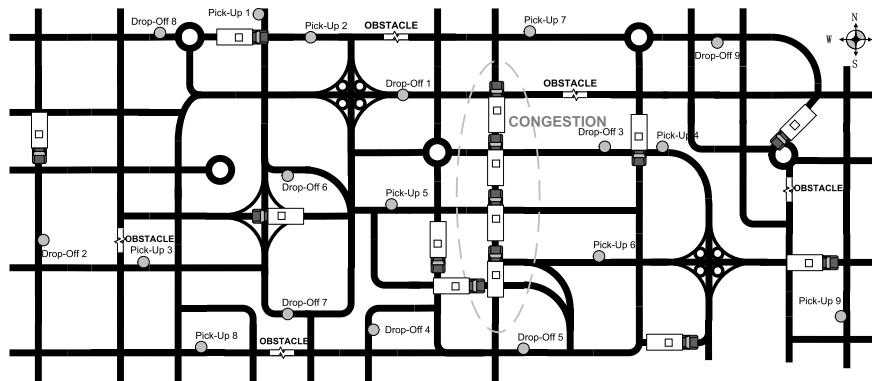 Pick-Up 1
N
Drop-Off 8
Pick-Up 2
OBSTACLE
Pick-Up 7
W
E
Drop-Off 9
S
Drop-Off 1
OBSTACLE
CONGESTION
Drop-Off 3
Pick-Up 4
Drop-Off 6
OBSTACLE
Pick-Up 5
OBSTACLE
Drop-Off 2
Pick-Up 3
Pick-Up 6
Drop-Off 7
Pick-Up 9
Drop-Off 4
Pick-Up 8
OBSTACLE
Drop-Off 5